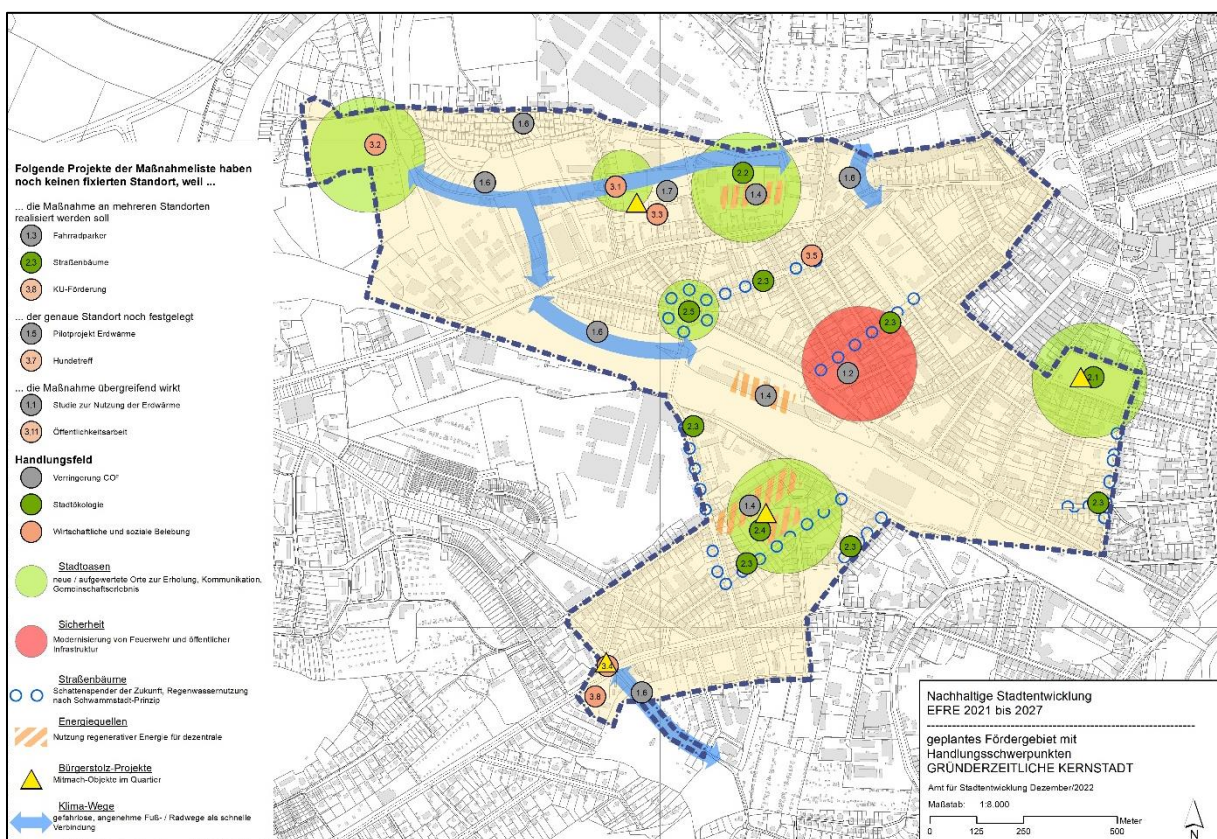 Folgende Projekte der Maßnahmeliste haben
noch keinen fixierten Standort, weil ...
... die Maßnahme an mehreren Standorten
realisiert werden soll
1.3 Fahrradparker
2.3 Straßenbäume
3.8 KU-Förderung
... der genaue Standort noch festgelegt
1.5 Pilotprojekt Erdwärme
3.7 Hundetreff
... die Maßnahme übergreifend wirkt
1.1 Studie zur Nutzung der Erdwärme
3.11 Öffentlichkeitsarbeit
Handlungsfeld
Verringerung CO²
Stadtökologie
Wirtschaftliche und soziale Belebung
Stadtoasen
neue / aufgewertete Orte zur Erholung, Kommunikation,
Gemeinschaftserlebnis
Sicherheit
Modernisierung von Feuerwehr und öffentlicher
Infrastruktur
Straßenbäume
Schattenspender der Zukunft, Regenwassernutzung
nach Schwammstadt-Prinzip
Energiequellen
Nutzung regenerativer Energie für dezentrale
Bürgerstolz-Projekte
Mitmach-Objekte im Quartier
Klima-Wege
gefahrlose, angenehme Fuß- / Radwege als schnelle
Verbindung
1.6
3.2
1.6
3.1
1.7
3.3
2.2
1.4
1.6
3.5
2.3
2.5
2.3
1.6
1.2
1.4
2.1
2.3
2.3
1.4
2.4
2.3
2.3
3.4
3.8
1.6
Nachhaltige Stadtentwicklung
EFRE 2021 bis 2027
geplantes Fördergebiet mit
Handlungsschwerpunkten
GRÜNDERZEITLICHE KERNSTADT
Amt für Stadtentwicklung Dezember/2022
Maßstab: 1:8.000
0 125 250 500 Meter
N